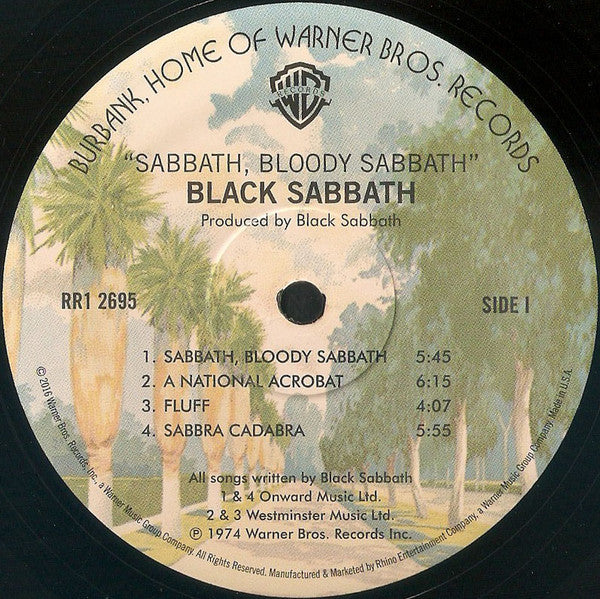 BURBANK, HOME OF WARNER BROS. RECORDS
RECORDS
"SABBATH, BLOODY SABBATH"
BLACK SABBATH
Produced by Black Sabbath
RR1 2695
SIDE I
1. SABBATH, BLOODY SABBATH 5:45
2. A NATIONAL ACROBAT 6:15
3. FLUFF 4:07
4. SABBRA CADABRA 5:55
All songs written by Black Sabbath
1 & 4 Onward Music Ltd.
2 & 3 Westminster Music Ltd.
℗ 1974 Warner Bros. Records Inc.
© 2016 Warner Bros. Records Inc., a Warner Music Group Company. All Rights Reserved. Manufactured & Marketed by Rhino Entertainment Company, a Warner Music Group Company. Made in U.S.A.